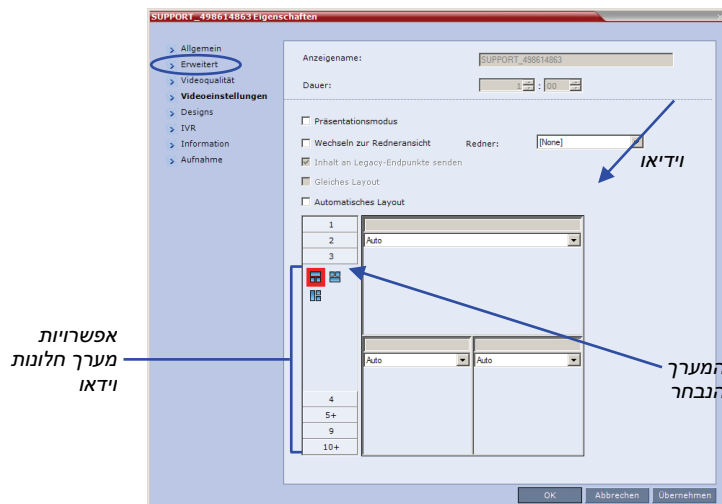 SUPPORT_498614863 Eigenschaften
Allgemein
Erweitert
Videoqualität
Videoeinstellungen
Designs
IVR
Information
Aufnahme
Anzeigename:
SUPPORT_498614863
Dauer:
1 : 00
Präsentationsmodus
Wechseln zur Redneransicht
Redner:
[None]
Inhalt an Legacy-Endpunkte senden
Gleiches Layout
Automatisches Layout
1
2
3
Auto
Auto
Auto
4
5+
9
10+
וידיאו
אפשרויות
מערך חלונות
וידאו
המערך
הנבחר
OK
Abbrechen
Übernehmen